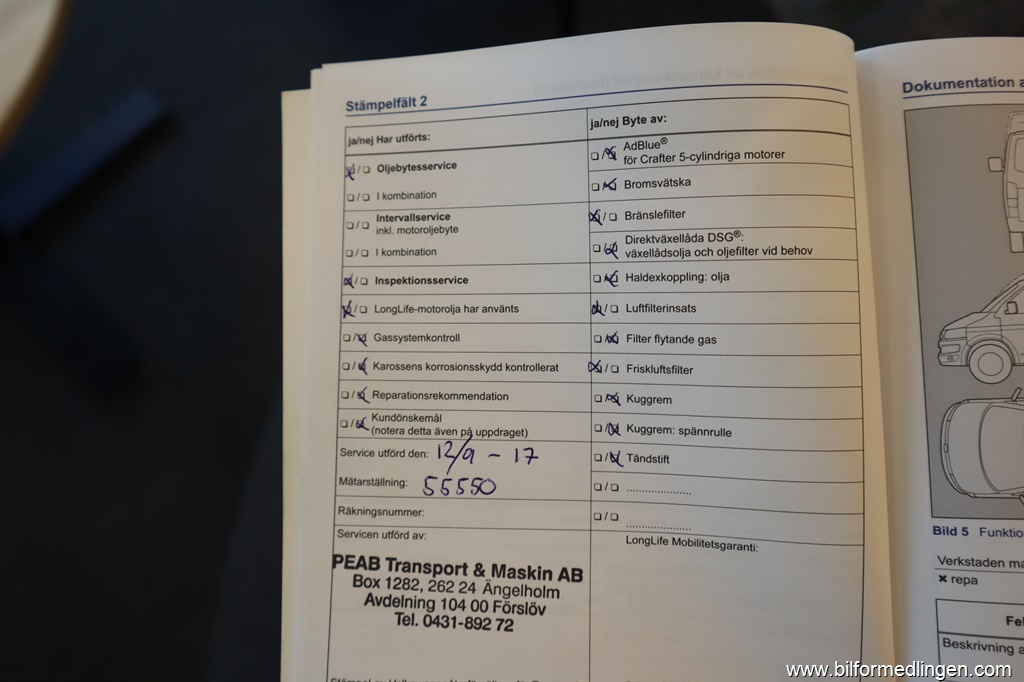 Stämpelfält 2
ja/nej Har utförts:
❏/❏ Oljebytesservice
❏/❏ I kombination
❏/❏ Intervallservice
inkl. motoroljebyte
❏/❏ I kombination
❏/❏ Inspektionsservice
❏/❏ LongLife-motorolja har använts
❏/❏ Gassystemkontroll
❏/❏ Karossens korrosionsskydd kontrollerat
❏/❏ Reparationsrekommendation
❏/❏ Kundönskemål
(notera detta även på uppdraget)
Service utförd den: 12/9 - 17
Mätarställning: 55550
Räkningsnummer:
Servicen utförd av:
PEAB Transport & Maskin AB
Box 1282, 262 24 Ängelholm
Avdelning 104 00 Förslöv
Tel. 0431-892 72
ja/nej Byte av:
❏/❏ AdBlue®
för Crafter 5-cylindriga motorer
❏/❏ Bromsvätska
❏/❏ Bränslefilter
❏/❏ Direktväxellåda DSG®:
växellådsolja och oljefilter vid behov
❏/❏ Haldexkoppling: olja
❏/❏ Luftfilterinsats
❏/❏ Filter flytande gas
❏/❏ Friskluftsfilter
❏/❏ Kuggrem
❏/❏ Kuggrem: spännrulle
❏/❏ Tändstift
❏/❏ .....................
❏/❏ .....................
LongLife Mobilitetsgaranti:
Dokumentation
Bild 5 Funktio
Verkstaden ma
✖ repa
Fel
Beskrivning a
www.bilformedlingen.com